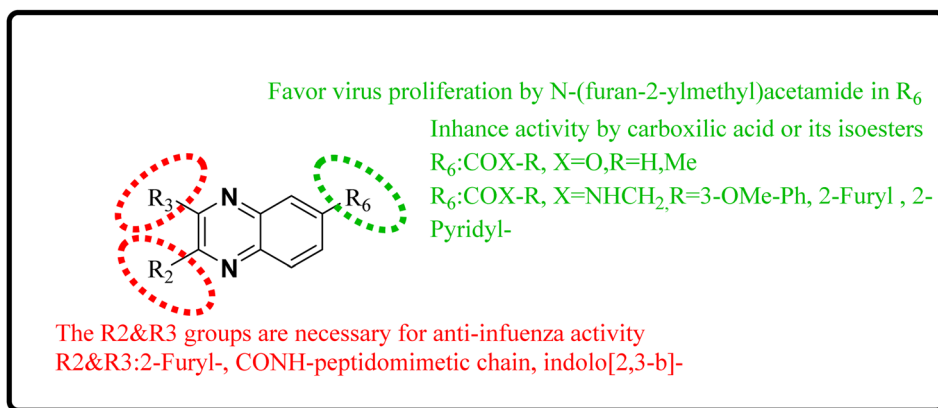 Favor virus proliferation by N-(furan-2-ylmethyl)acetamide in R6
Inhance activity by carboxilic acid or its isoesters
R6:COX-R, X=O,R=H,Me
R6:COX-R, X=NHCH2,R=3-OMe-Ph, 2-Furyl , 2-
Pyridyl-
R3
N
R6
R2
N
The R2&R3 groups are necessary for anti-infuenza activity
R2&R3:2-Furyl-, CONH-peptidomimetic chain, indolo[2,3-b]-